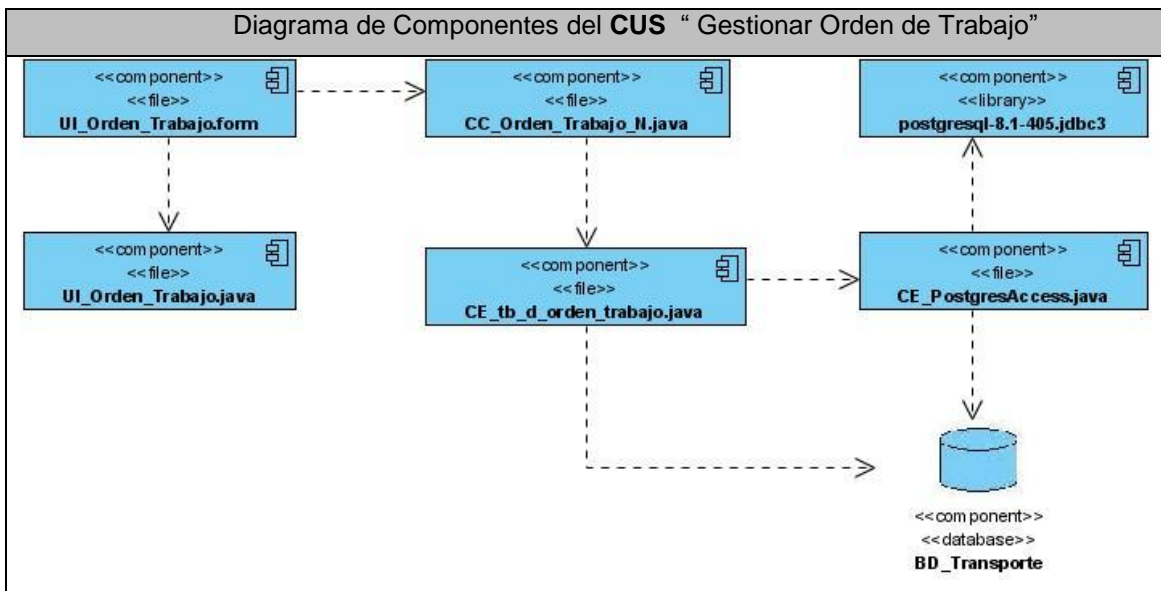 Diagrama de Componentes del CUS “ Gestionar Orden de Trabajo”
<<component>>
<<file>>
UI_Orden_Trabajo.form
<<component>>
<<file>>
CC_Orden_Trabajo_N.java
<<component>>
<<library>>
postgresql-8.1-405.jdbc3
<<component>>
<<file>>
UI_Orden_Trabajo.java
<<component>>
<<file>>
CE_tb_d_orden_trabajo.java
<<component>>
<<file>>
CE_PostgresAccess.java
<<component>>
<<database>>
BD_Transporte